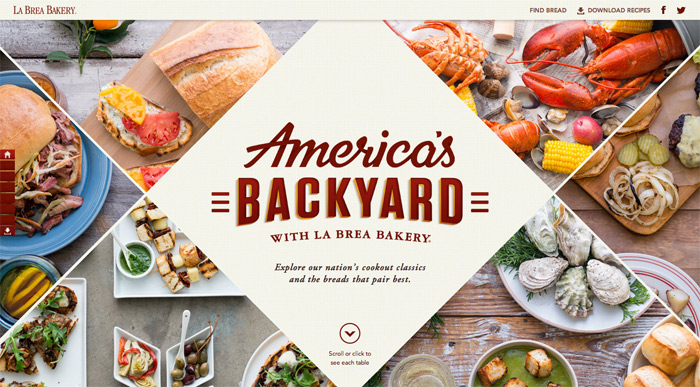 LA BREA BAKERY.
FIND BREAD
DOWNLOAD RECIPES
America's
BACKYARD
WITH LA BREA BAKERY.
Explore our nation's cookout classics
and the breads that pair best.
Scroll or click to
see each table